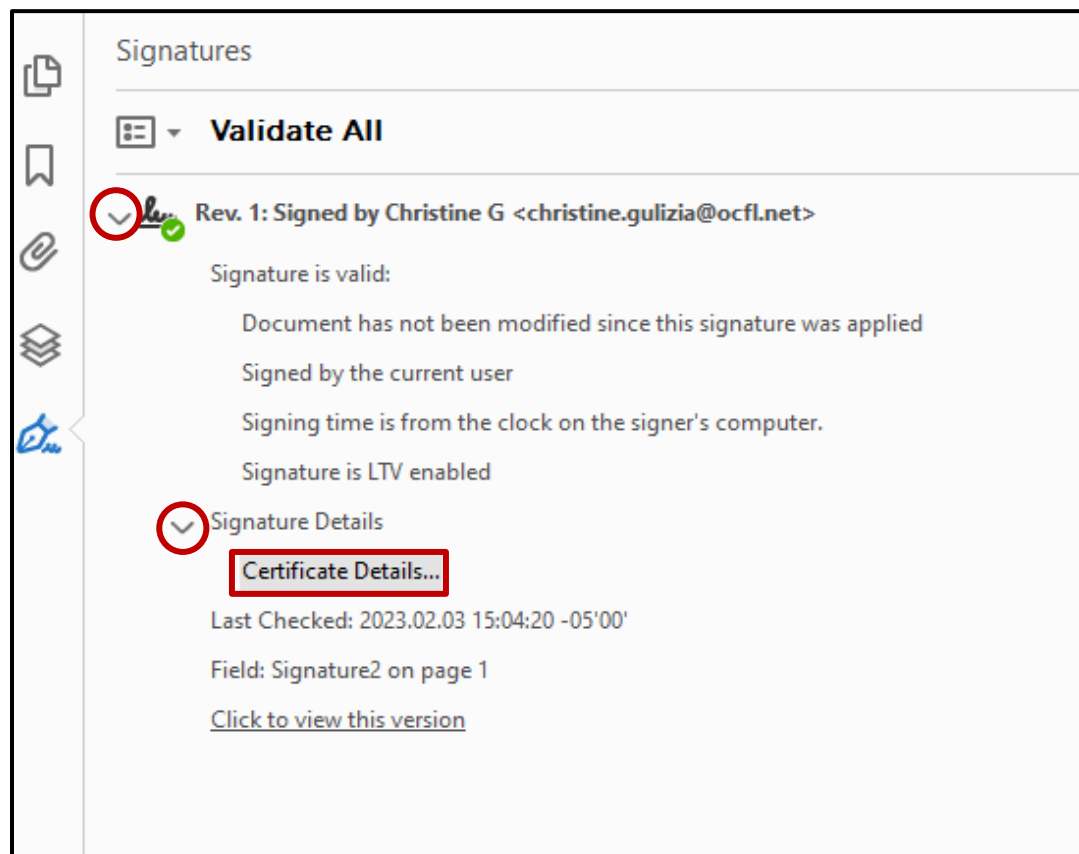 Signatures
Validate All
Rev. 1: Signed by Christine G <christine.gulizia@ocfl.net>
Signature is valid:
Document has not been modified since this signature was applied
Signed by the current user
Signing time is from the clock on the signer's computer.
Signature is LTV enabled
Signature Details
Certificate Details...
Last Checked: 2023.02.03 15:04:20 -05'00'
Field: Signature2 on page 1
Click to view this version